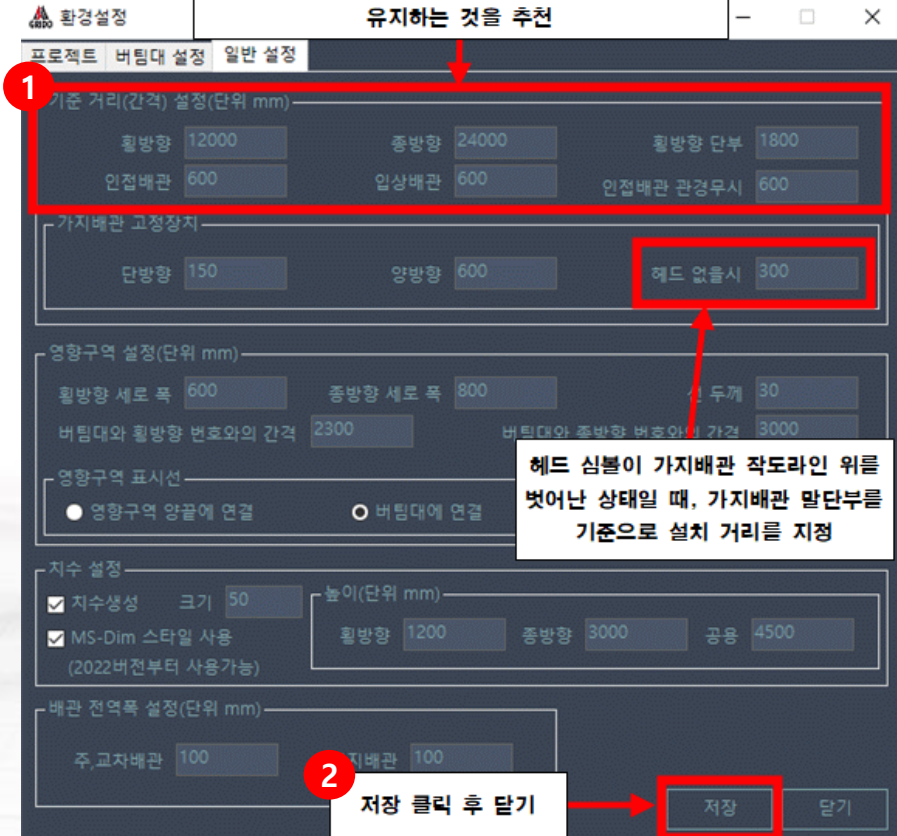 GRIDO 환경설정
유지하는 것을 추천
프로젝트 버팀대 설정 일반 설정
1
기준 거리(간격) 설정(단위 mm)
횡방향 12000 종방향 24000 횡방향 단부 1800
인접배관 600 입상배관 600 인접배관 관경무시 600
가지배관 고정장치
단방향 150 양방향 600 헤드 없을시 300
영향구역 설정(단위 mm)
횡방향 세로 폭 600 종방향 세로 폭 800 선 두께 30
버팀대와 횡방향 번호와의 간격 2300 버팀대와 종방향 번호와의 간격 3000
영향구역 표시선
영향구역 양끝에 연결 버팀대에 연결
헤드 심볼이 가지배관 작도라인 위를
벗어난 상태일 때, 가지배관 말단부를
기준으로 설치 거리를 지정
치수 설정
치수생성 크기 50
MS-Dim 스타일 사용
(2022버전부터 사용가능)
높이(단위 mm)
횡방향 1200 종방향 3000 공용 4500
배관 전역폭 설정(단위 mm)
주,교차배관 100 지배관 100
2
저장 클릭 후 닫기
저장 닫기